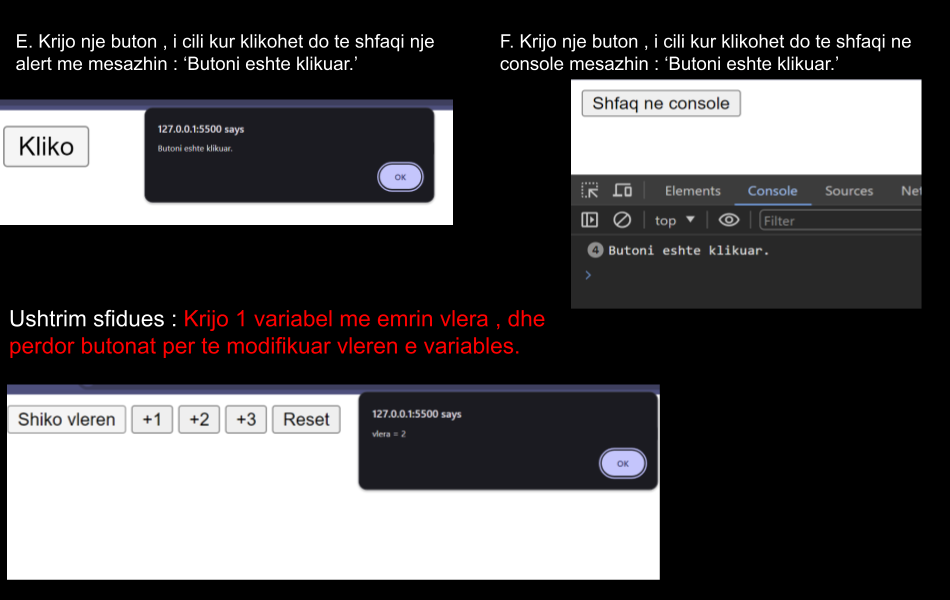 E. Krijo nje buton , i cili kur klikohet do te shfaqi nje
alert me mesazhin : ‘Butoni eshte klikuar.’
Kliko
127.0.0.1:5500 says
Butoni eshte klikuar.
OK
F. Krijo nje buton , i cili kur klikohet do te shfaqi ne
console mesazhin : ‘Butoni eshte klikuar.’
Shfaq ne console
Elements Console Sources Net
top Filter
4 Butoni eshte klikuar.
>
Ushtrim sfidues : Krijo 1 variabel me emrin vlera , dhe
perdor butonat per te modifikuar vleren e variables.
Shiko vleren +1 +2 +3 Reset
127.0.0.1:5500 says
vlera = 2
OK